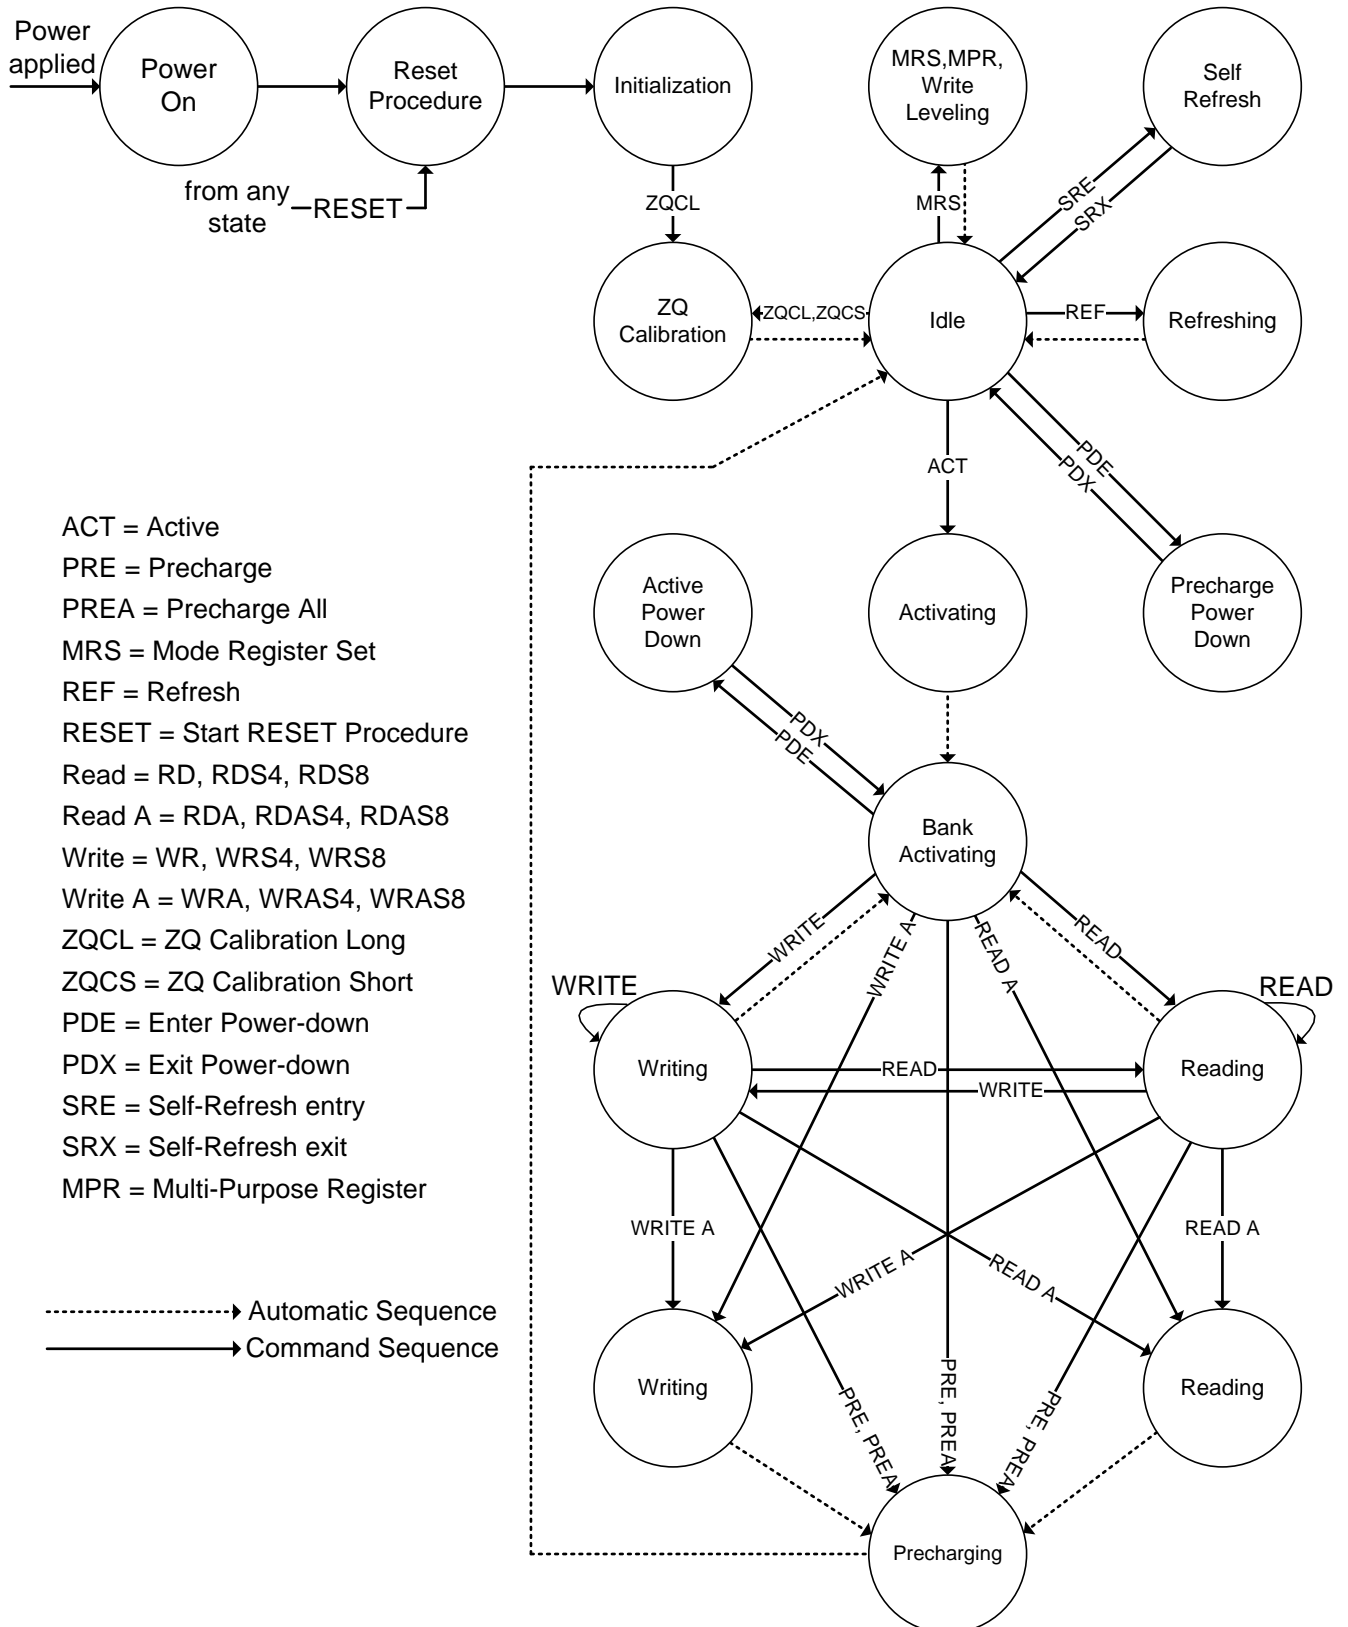 Power
applied
Power
On
Reset
Procedure
Initialization
MRS,MPR,
Write
Leveling
Self
Refresh
from any
state
RESET
ZQCL
MRS
SRE
SRX
ZQ
Calibration
ZQCL,ZQCS
Idle
REF
Refreshing
PDE
PDX
ACT
ACT = Active
PRE = Precharge
PREA = Precharge All
MRS = Mode Register Set
REF = Refresh
RESET = Start RESET Procedure
Read = RD, RDS4, RDS8
Read A = RDA, RDAS4, RDAS8
Write = WR, WRS4, WRS8
Write A = WRA, WRAS4, WRAS8
ZQCL = ZQ Calibration Long
ZQCS = ZQ Calibration Short
PDE = Enter Power-down
PDX = Exit Power-down
SRE = Self-Refresh entry
SRX = Self-Refresh exit
MPR = Multi-Purpose Register
Automatic Sequence
Command Sequence
Active
Power
Down
Activating
Precharge
Power
Down
PDX
PDE
Bank
Activating
WRITE
WRITE A
READ A
READ
WRITE
READ
Writing
READ
WRITE
Reading
WRITE A
WRITE A
READ A
READ A
Writing
PRE, PREA
PRE, PREA
PRE, PREA
Reading
Precharging